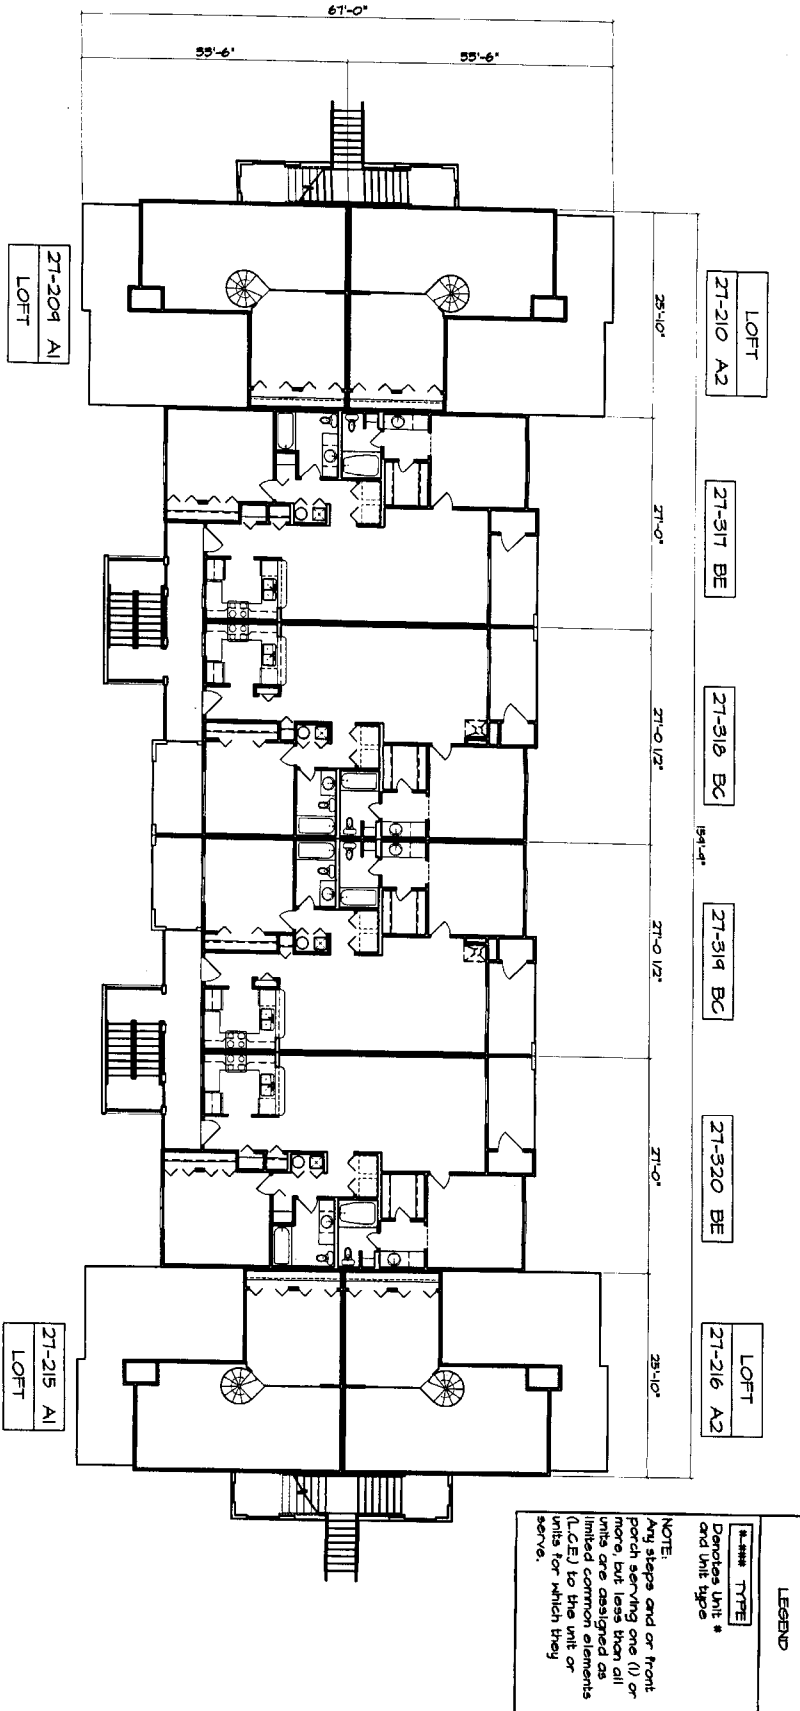 LOFT
27-210 A2
27-317 BE
27-318 BC
27-319 BC
27-320 BE
LOFT
27-216 A2
159'-9"
25'-10"
27'-0"
27'-0 1/2"
27'-0 1/2"
27'-0"
25'-10"
67'-0"
33'-6"
33'-6"
27-209 A1
LOFT
27-215 A1
LOFT
LEGEND
#-### TYPE
Denotes Unit #
and Unit type
NOTE:
Any steps and or front
porch serving one (1) or
more, but less than all
units are assigned as
limited common elements
(L.C.E.) to the unit or
units for which they
serve.